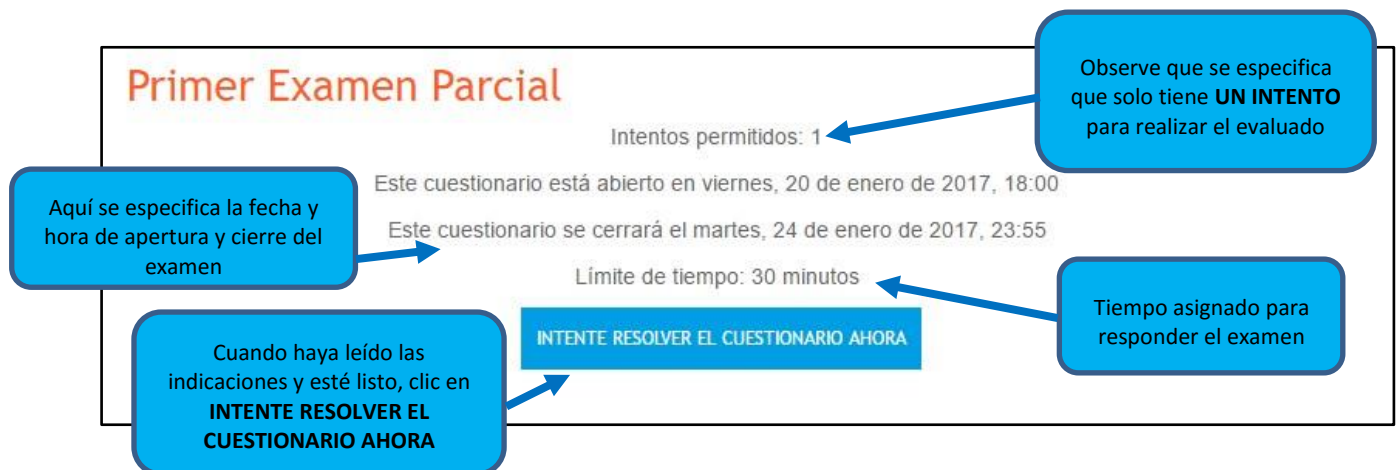 Primer Examen Parcial
Observe que se especifica
que solo tiene UN INTENTO
para realizar el evaluado
Intentos permitidos: 1
Este cuestionario está abierto en viernes, 20 de enero de 2017, 18:00
Aquí se especifica la fecha y
hora de apertura y cierre del
examen
Este cuestionario se cerrará el martes, 24 de enero de 2017, 23:55
Límite de tiempo: 30 minutos
Tiempo asignado para
responder el examen
INTENTE RESOLVER EL CUESTIONARIO AHORA
Cuando haya leído las
indicaciones y esté listo, clic en
INTENTE RESOLVER EL
CUESTIONARIO AHORA